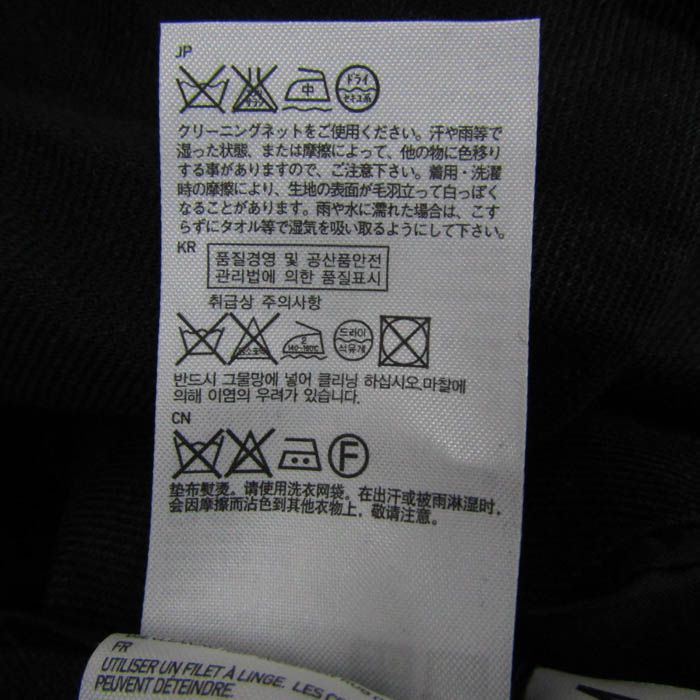 JP
中
ドライ
セキユ系
クリーニングネットをご使用ください。汗や雨等で
湿った状態、または摩擦によって、他の物に色移り
する事がありますので、ご注意下さい。着用・洗濯
時の摩擦により、生地の表面が毛羽立って白っぽく
なることがあります。雨や水に濡れた場合は、こす
らずにタオル等で湿気を吸い取るようにして下さい。
KR
품질경영 및 공산품안전
관리법에 의한 품질표시
취급상 주의사항
2
140~160℃
드라이
석유계
반드시 그물망에 넣어 클리닝 하십시오.마찰에
의해 이염의 우려가 있습니다.
CN
F
垫布熨烫。请使用洗衣网袋。在出汗或被雨淋湿时，
会因摩擦而沾色到其他衣物上，敬请注意。
FR
UTILISER UN FILET À LINGE. LES CO
PEUVENT DÉTEINDRE.